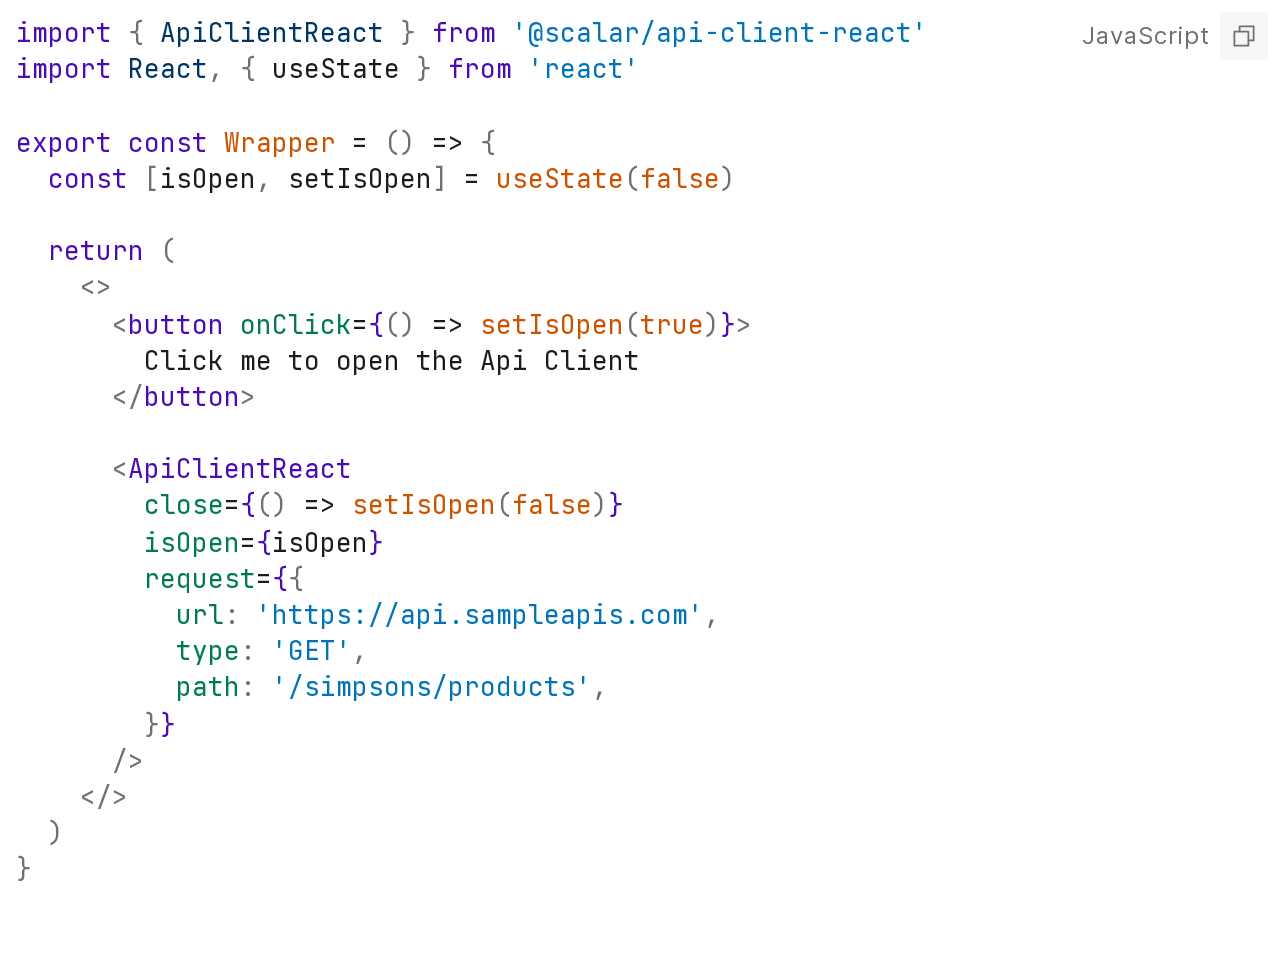 import { ApiClientReact } from '@scalar/api-client-react'
JavaScript
import React, { useState } from 'react'

export const Wrapper = () => {
  const [isOpen, setIsOpen] = useState(false)

  return (
    <>
      <button onClick={() => setIsOpen(true)}>
        Click me to open the Api Client
      </button>

      <ApiClientReact
        close={() => setIsOpen(false)}
        isOpen={isOpen}
        request={{
          url: 'https://api.sampleapis.com',
          type: 'GET',
          path: '/simpsons/products',
        }}
      />
    </>
  )
}